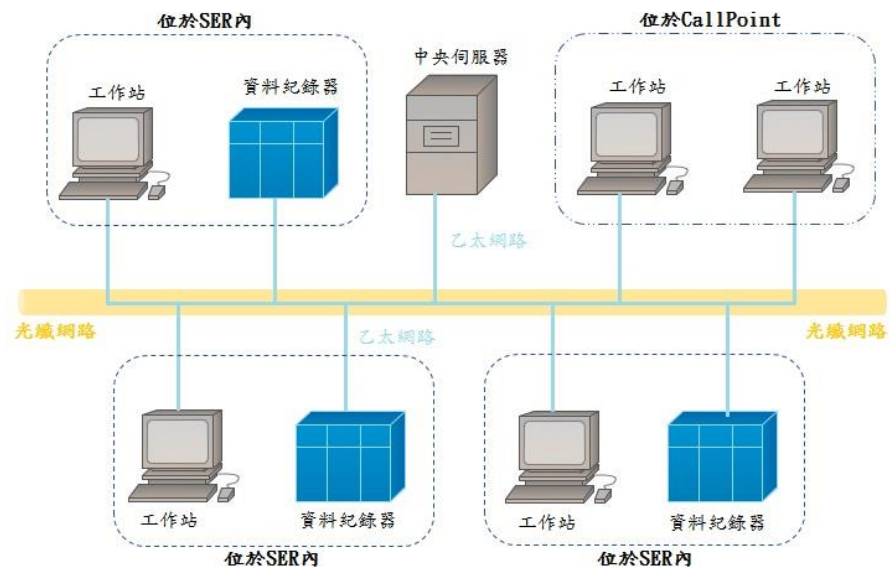 位於SER內
位於CallPoint
中央伺服器
工作站
資料紀錄器
工作站
工作站
乙太網路
光纖網路
乙太網路
光纖網路
工作站
資料紀錄器
工作站
資料紀錄器
位於SER內
位於SER內